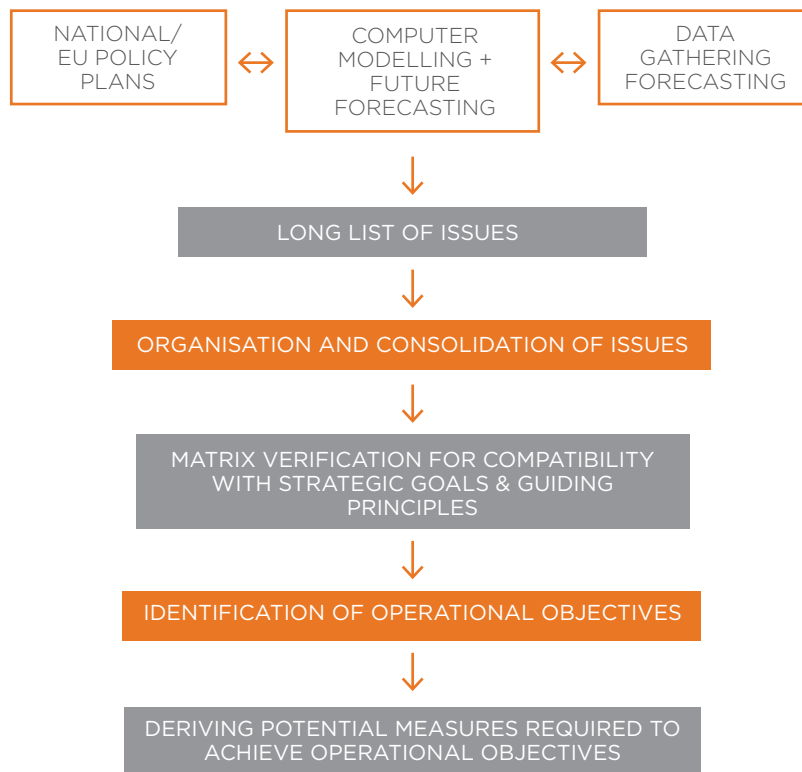 NATIONAL/
EU POLICY
PLANS
COMPUTER
MODELLING +
FUTURE
FORECASTING
DATA
GATHERING
FORECASTING
LONG LIST OF ISSUES
ORGANISATION AND CONSOLIDATION OF ISSUES
MATRIX VERIFICATION FOR COMPATIBILITY
WITH STRATEGIC GOALS & GUIDING
PRINCIPLES
IDENTIFICATION OF OPERATIONAL OBJECTIVES
DERIVING POTENTIAL MEASURES REQUIRED TO
ACHIEVE OPERATIONAL OBJECTIVES